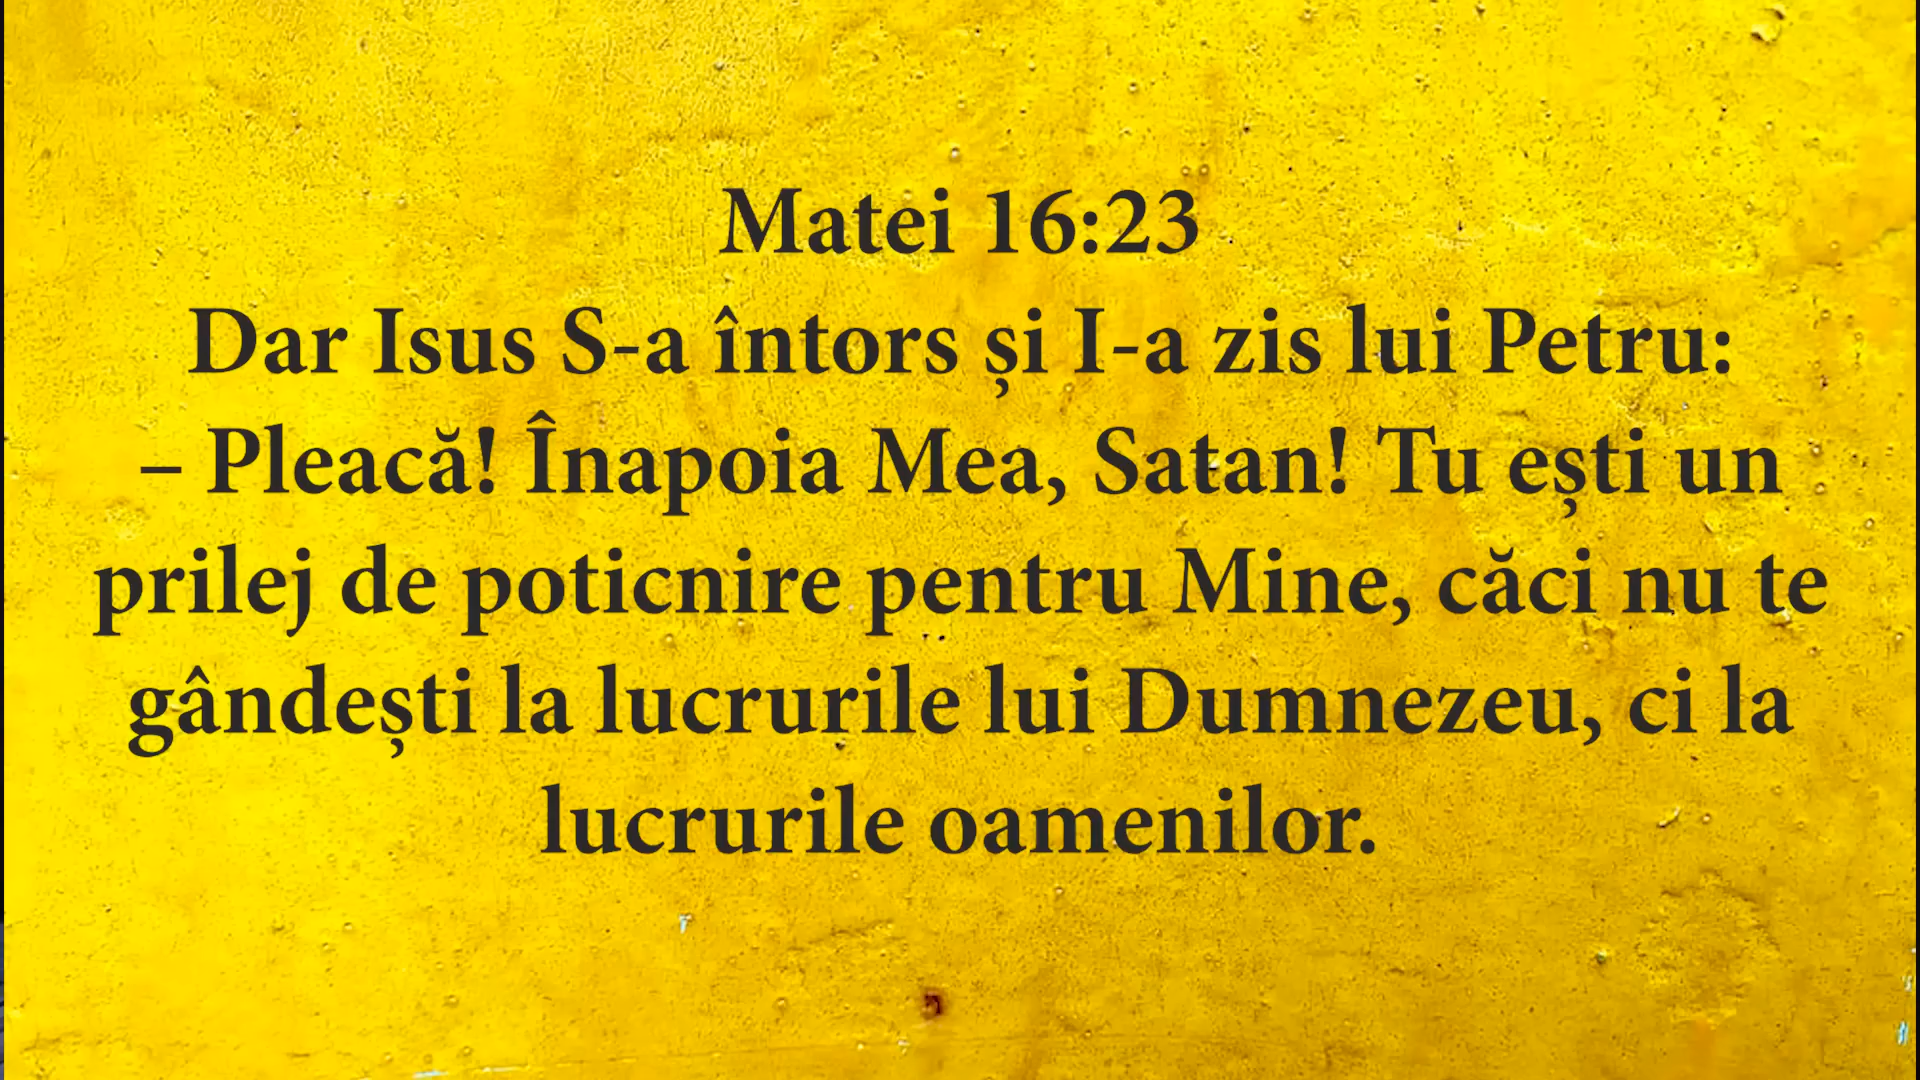 Matei 16:23
Dar Isus S-a întors și I-a zis lui Petru:
– Pleacă! Înapoia Mea, Satan! Tu ești un
prilej de poticnire pentru Mine, căci nu te
gândești la lucrurile lui Dumnezeu, ci la
lucrurile oamenilor.